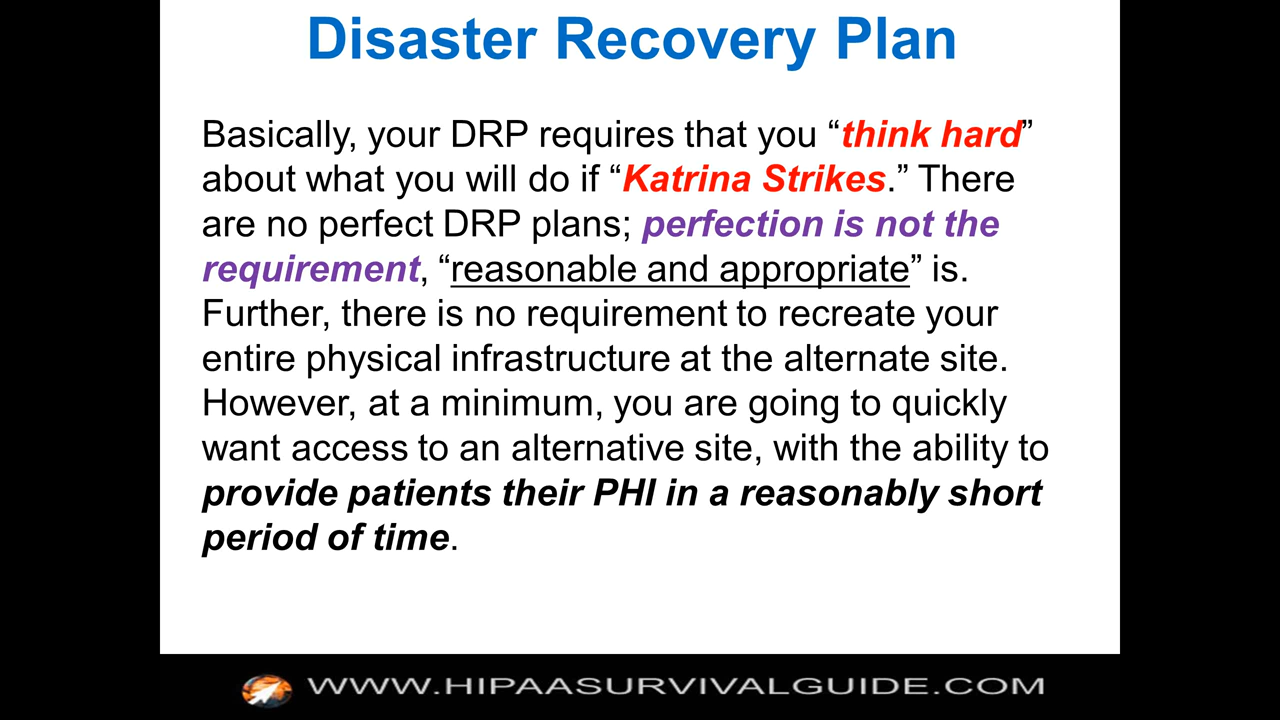 Disaster Recovery Plan
Basically, your DRP requires that you “think hard”
about what you will do if “Katrina Strikes.” There
are no perfect DRP plans; perfection is not the
requirement, “reasonable and appropriate” is.
Further, there is no requirement to recreate your
entire physical infrastructure at the alternate site.
However, at a minimum, you are going to quickly
want access to an alternative site, with the ability to
provide patients their PHI in a reasonably short
period of time.
WWW.HIPAASURVIVALGUIDE.COM